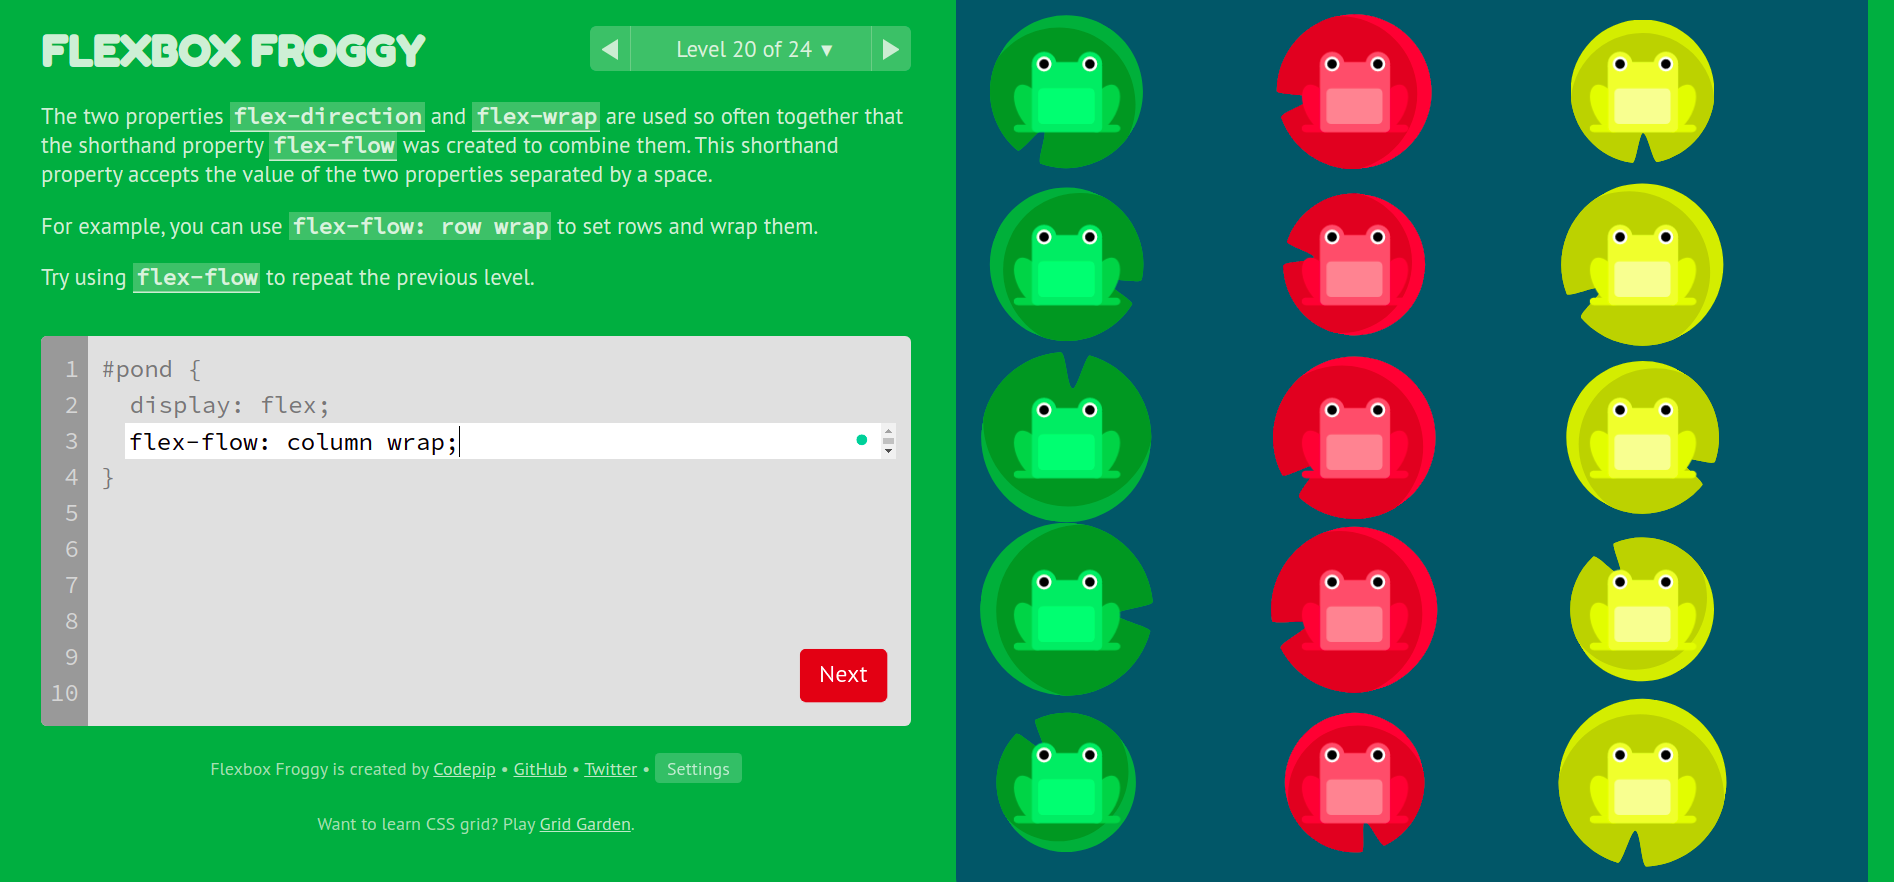 FLEXBOX FROGGY
◀ Level 20 of 24 ▼ ▶
The two properties flex-direction and flex-wrap are used so often together that
the shorthand property flex-flow was created to combine them. This shorthand
property accepts the value of the two properties separated by a space.
For example, you can use flex-flow: row wrap to set rows and wrap them.
Try using flex-flow to repeat the previous level.
1 #pond {
2 display: flex;
3 flex-flow: column wrap;
4 }
5
6
7
8
9
10
Next
Flexbox Froggy is created by Codepip • GitHub • Twitter • Settings
Want to learn CSS grid? Play Grid Garden.